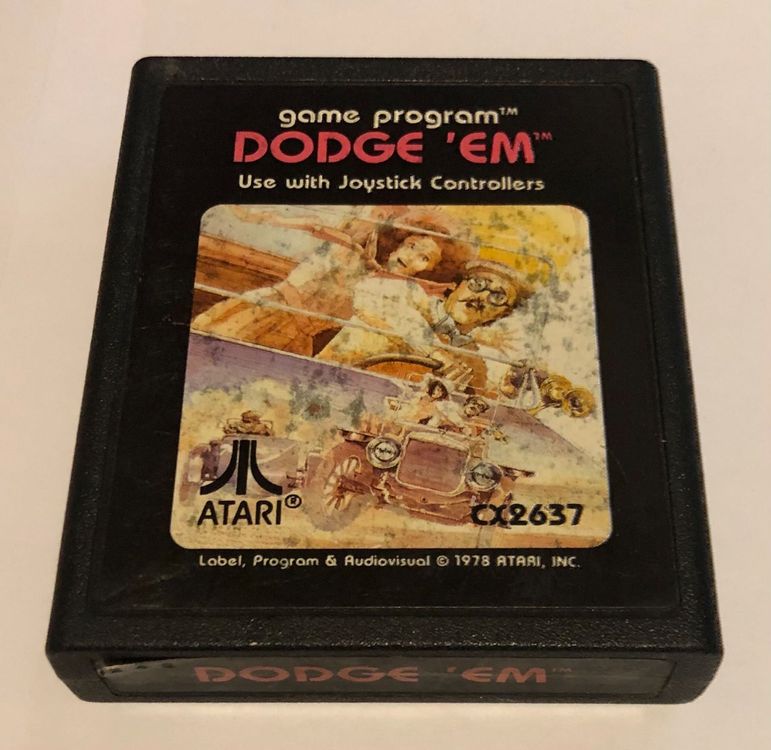 game program™
DODGE 'EM™
Use with Joystick Controllers
ATARI®
CX2637
Label, Program & Audiovisual © 1978 ATARI, INC.
DODGE 'EM™